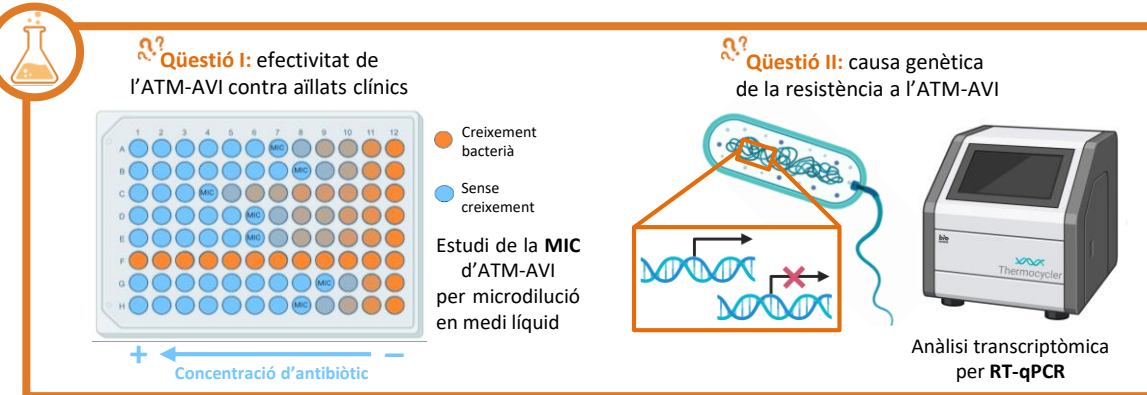 Qüestió I: efectivitat de
l'ATM-AVI contra aïllats clínics
1 2 3 4 5 6 7 8 9 10 11 12
A MIC
B MIC
C MIC
D MIC
E MIC
F
G MIC
H MIC
+ −
Concentració d'antibiòtic
Creixement
bacterià
Sense
creixement
Estudi de la MIC
d'ATM-AVI
per microdilució
en medi líquid
Qüestió II: causa genètica
de la resistència a l'ATM-AVI
bio
Thermocycler
Anàlisi transcriptòmica
per RT-qPCR